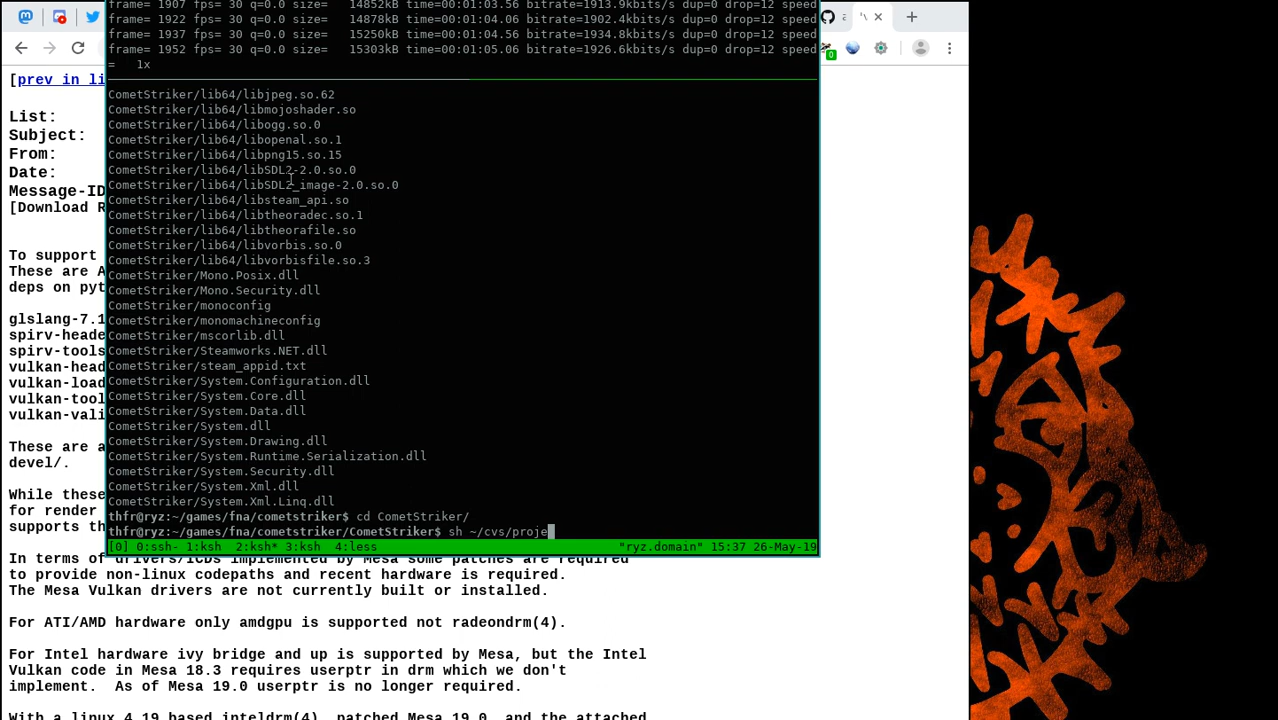 frame= 1907 fps= 30 q=0.0 size=   14852kB time=00:01:03.56 bitrate=1913.9kbits/s dup=0 drop=12 speed
frame= 1922 fps= 30 q=0.0 size=   14878kB time=00:01:04.06 bitrate=1902.4kbits/s dup=0 drop=12 speed
frame= 1937 fps= 30 q=0.0 size=   15250kB time=00:01:04.56 bitrate=1934.8kbits/s dup=0 drop=12 speed
frame= 1952 fps= 30 q=0.0 size=   15303kB time=00:01:05.06 bitrate=1926.6kbits/s dup=0 drop=12 speed
=   1x
CometStriker/lib64/libjpeg.so.62
CometStriker/lib64/libmojoshader.so
CometStriker/lib64/libogg.so.0
CometStriker/lib64/libopenal.so.1
CometStriker/lib64/libpng15.so.15
CometStriker/lib64/libSDL2-2.0.so.0
CometStriker/lib64/libSDL2_image-2.0.so.0
CometStriker/lib64/libsteam_api.so
CometStriker/lib64/libtheoradec.so.1
CometStriker/lib64/libtheorafile.so
CometStriker/lib64/libvorbis.so.0
CometStriker/lib64/libvorbisfile.so.3
CometStriker/Mono.Posix.dll
CometStriker/Mono.Security.dll
CometStriker/monoconfig
CometStriker/monomachineconfig
CometStriker/mscorlib.dll
CometStriker/Steamworks.NET.dll
CometStriker/steam_appid.txt
CometStriker/System.Configuration.dll
CometStriker/System.Core.dll
CometStriker/System.Data.dll
CometStriker/System.dll
CometStriker/System.Drawing.dll
CometStriker/System.Runtime.Serialization.dll
CometStriker/System.Security.dll
CometStriker/System.Xml.dll
CometStriker/System.Xml.Linq.dll
thfr@ryz:~/games/fna/cometstriker$ cd CometStriker/
thfr@ryz:~/games/fna/cometstriker/CometStriker$ sh ~/cvs/proje
[0] 0:ssh- 1:ksh  2:ksh* 3:ksh  4:less "ryz.domain" 15:37 26-May-19
0
[prev in li
List:
Subject:
From:
Date:
Message-ID
[Download R
To support
These are A
deps on pyt
glslang-7.1
spirv-heade
spirv-tools
vulkan-head
vulkan-load
vulkan-tool
vulkan-vali
These are a
devel/.
While these
for render
supports th
In terms of drivers/ICDs implemented by Mesa some patches are required
to provide non-linux codepaths and recent hardware is required.
The Mesa Vulkan drivers are not currently built or installed.
For ATI/AMD hardware only amdgpu is supported not radeondrm(4).
For Intel hardware ivy bridge and up is supported by Mesa, but the Intel
Vulkan code in Mesa 18.3 requires userptr in drm which we don't
implement.  As of Mesa 19.0 userptr is no longer required.
With a linux 4.19 based inteldrm(4), patched Mesa 19.0, and the attached